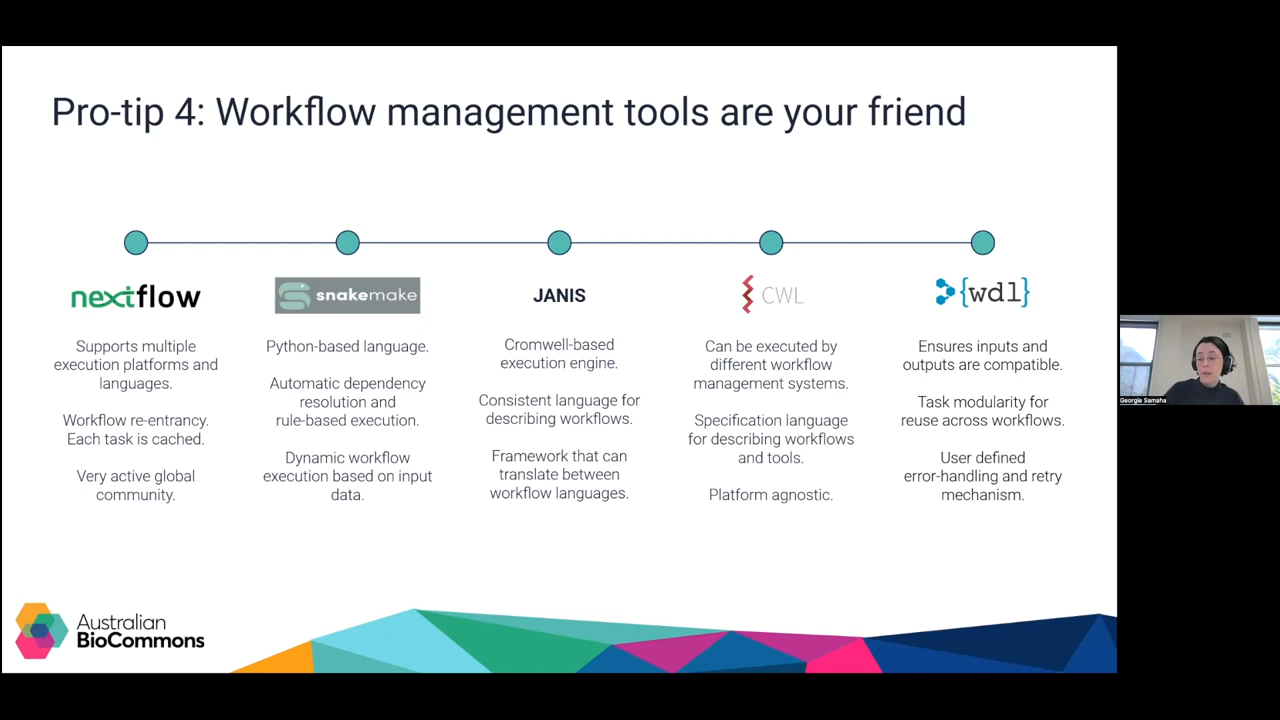 Pro-tip 4: Workflow management tools are your friend
nextflow
Supports multiple
execution platforms and
languages.
Workflow re-entrancy.
Each task is cached.
Very active global
community.
snakemake
Python-based language.
Automatic dependency
resolution and
rule-based execution.
Dynamic workflow
execution based on input
data.
JANIS
Cromwell-based
execution engine.
Consistent language for
describing workflows.
Framework that can
translate between
workflow languages.
CWL
Can be executed by
different workflow
management systems.
Specification language
for describing workflows
and tools.
Platform agnostic.
{wdl}
Ensures inputs and
outputs are compatible.
Task modularity for
reuse across workflows.
User defined
error-handling and retry
mechanism.
Australian
BioCommons
Georgie Samaha